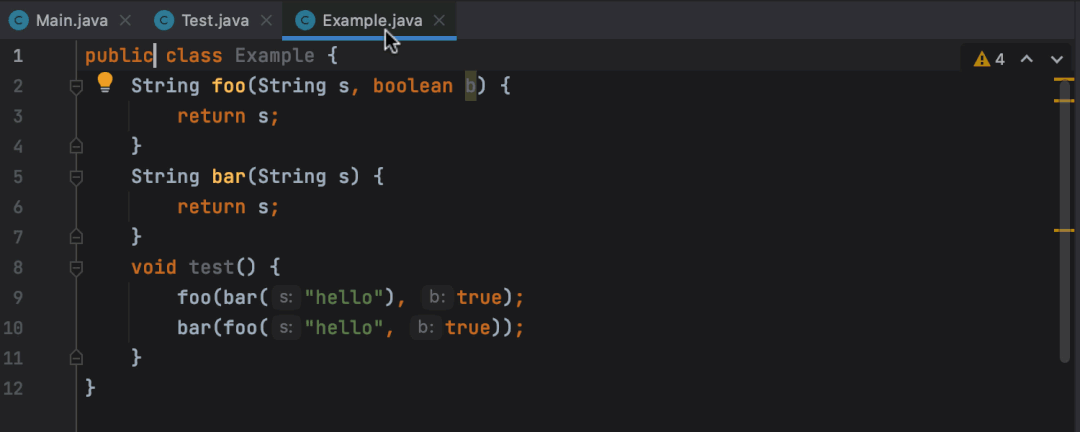 Main.java Test.java Example.java
1 public class Example { 4
2 String foo(String s, boolean b) {
3 return s;
4 }
5 String bar(String s) {
6 return s;
7 }
8 void test() {
9 foo(bar( s: "hello"), b: true);
10 bar(foo( s: "hello", b: true));
11 }
12 }